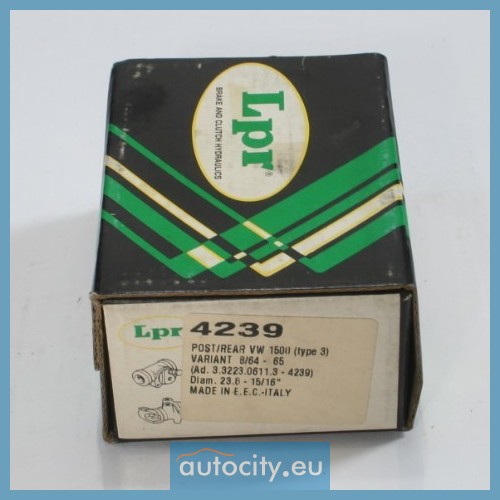 Lpr®
BRAKE AND CLUTCH HYDRAULICS
Lpr
4239
POST/REAR VW 1500 (type 3)
VARIANT 8/64 - 65
(Ad. 3.3223.0611.3 - 4239)
Diam. 23.8 - 15/16"
MADE IN E.E.C.-ITALY
autocity.eu